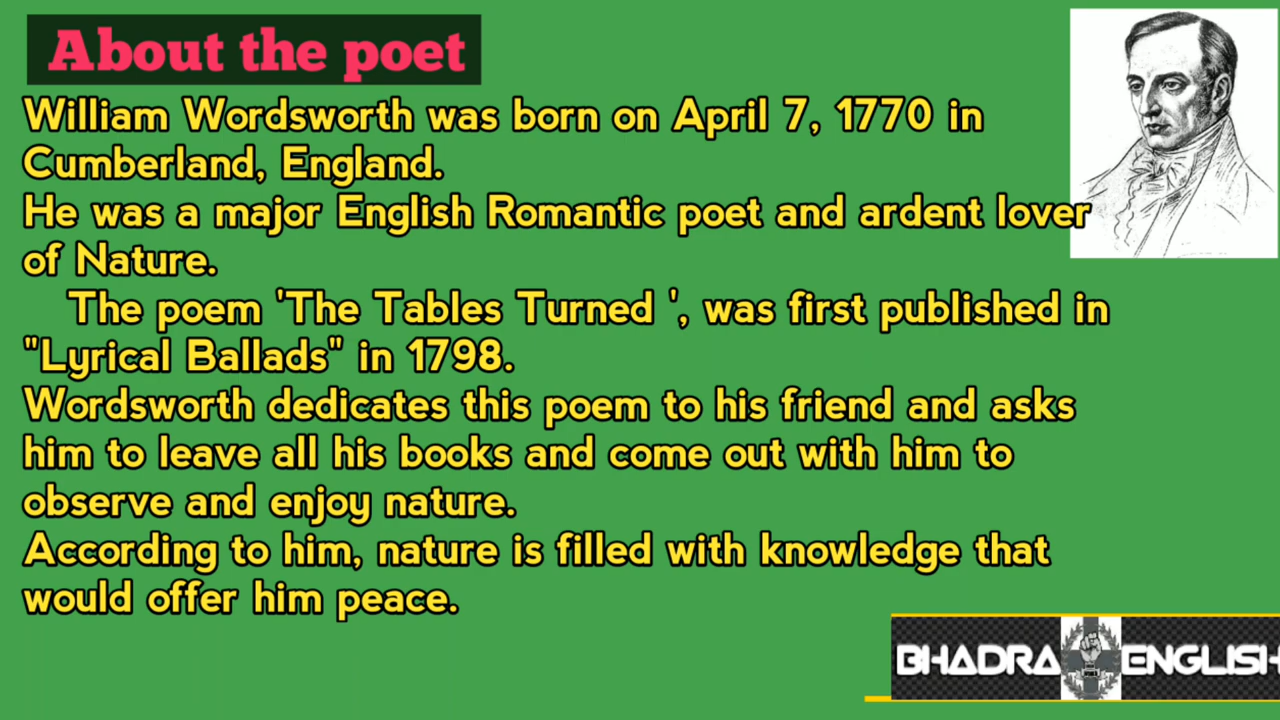 About the poet
William Wordsworth was born on April 7, 1770 in
Cumberland, England.
He was a major English Romantic poet and ardent lover
of Nature.
The poem 'The Tables Turned ', was first published in
"Lyrical Ballads" in 1798.
Wordsworth dedicates this poem to his friend and asks
him to leave all his books and come out with him to
observe and enjoy nature.
According to him, nature is filled with knowledge that
would offer him peace.
BHADRA ENGLISH